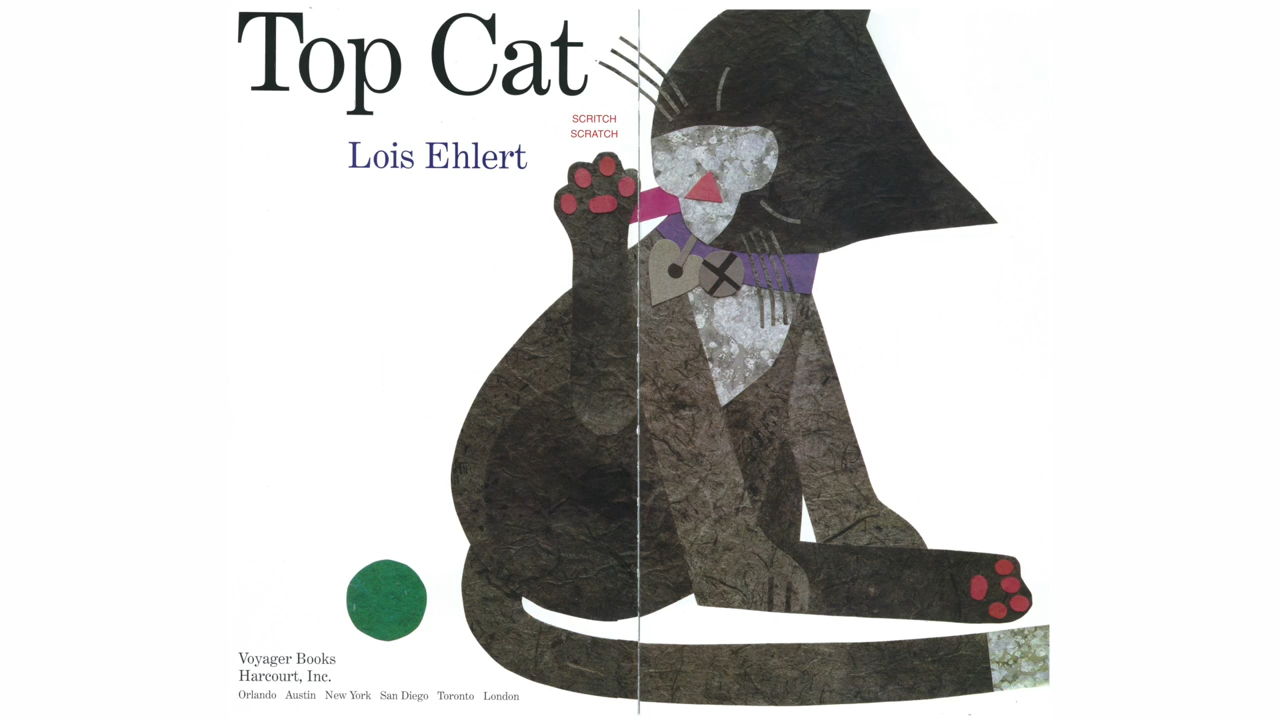 Top Cat
SCRITCH
SCRATCH
Lois Ehlert
Voyager Books
Harcourt, Inc.
Orlando Austin New York San Diego Toronto London